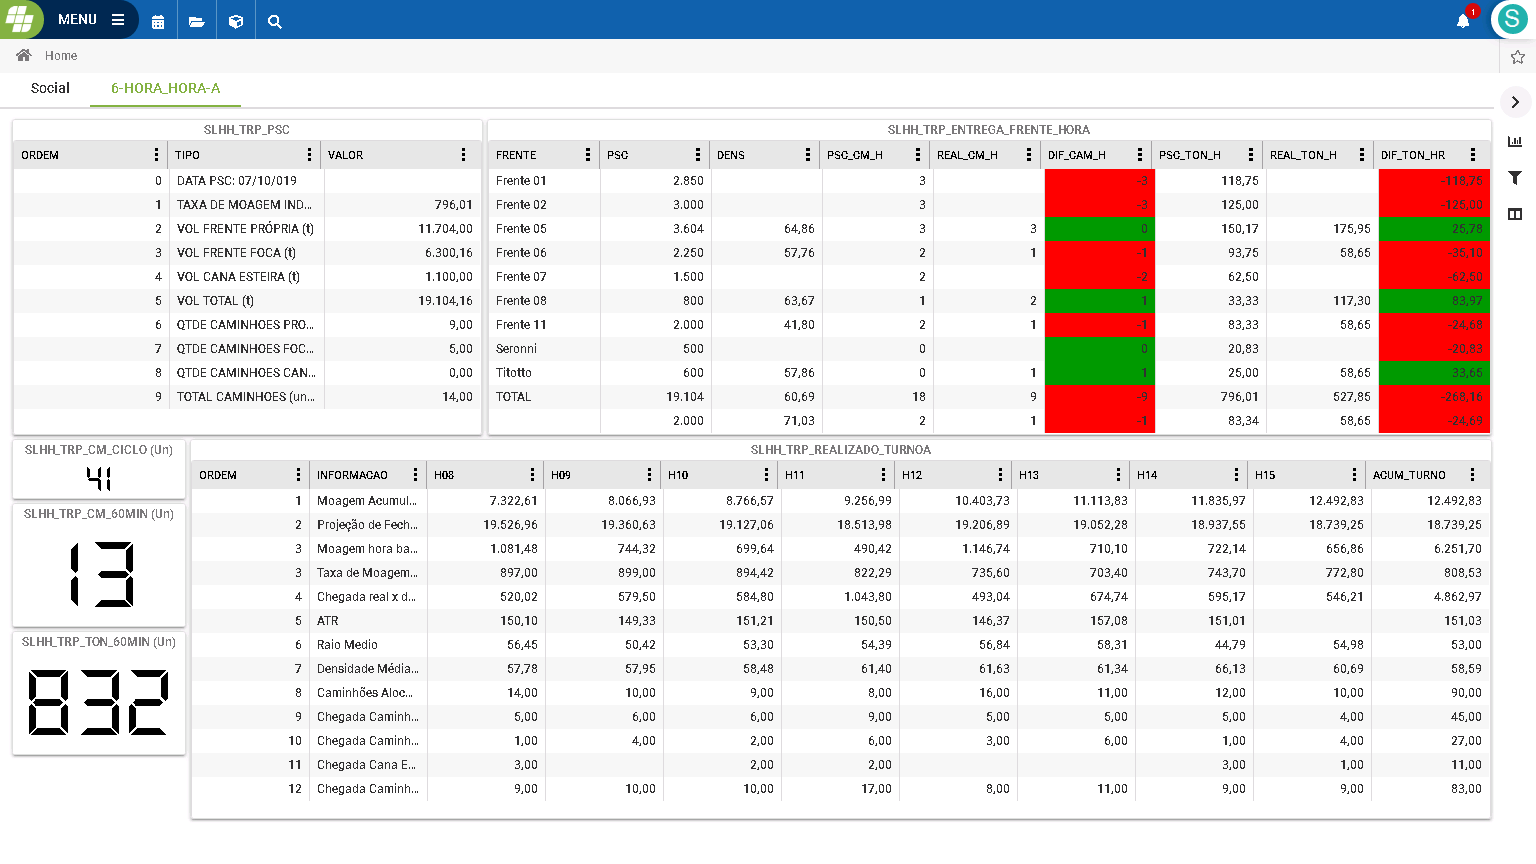 MENU
1
S
Home
Social 6-HORA_HORA-A
SLHH_TRP_PSC
ORDEM TIPO VALOR
0 DATA PSC: 07/10/019
1 TAXA DE MOAGEM IND... 796,01
2 VOL FRENTE PRÓPRIA (t) 11.704,00
3 VOL FRENTE FOCA (t) 6.300,16
4 VOL CANA ESTEIRA (t) 1.100,00
5 VOL TOTAL (t) 19.104,16
6 QTDE CAMINHOES PRO... 9,00
7 QTDE CAMINHOES FOC... 5,00
8 QTDE CAMINHOES CAN... 0,00
9 TOTAL CAMINHOES (un... 14,00
SLHH_TRP_ENTREGA_FRENTE_HORA
FRENTE PSC DENS PSC_CM_H REAL_CM_H DIF_CAM_H PSC_TON_H REAL_TON_H DIF_TON_HR
Frente 01 2.850 3 -3 118,75 -118,75
Frente 02 3.000 3 -3 125,00 -125,00
Frente 05 3.604 64,86 3 3 0 150,17 175,95 25,78
Frente 06 2.250 57,76 2 1 -1 93,75 58,65 -35,10
Frente 07 1.500 2 -2 62,50 -62,50
Frente 08 800 63,67 1 2 1 33,33 117,30 83,97
Frente 11 2.000 41,80 2 1 -1 83,33 58,65 -24,68
Seronni 500 0 0 20,83 -20,83
Titotto 600 57,86 0 1 1 25,00 58,65 33,65
TOTAL 19.104 60,69 18 9 -9 796,01 527,85 -268,16
2.000 71,03 2 1 -1 83,34 58,65 -24,69
SLHH_TRP_CM_CICLO (Un)
41
SLHH_TRP_CM_60MIN (Un)
13
SLHH_TRP_TON_60MIN (Un)
832
SLHH_TRP_REALIZADO_TURNOA
ORDEM INFORMACAO H08 H09 H10 H11 H12 H13 H14 H15 ACUM_TURNO
1 Moagem Acumul... 7.322,61 8.066,93 8.766,57 9.256,99 10.403,73 11.113,83 11.835,97 12.492,83 12.492,83
2 Projeção de Fech... 19.526,96 19.360,63 19.127,06 18.513,98 19.206,89 19.052,28 18.937,55 18.739,25 18.739,25
3 Moagem hora ba... 1.081,48 744,32 699,64 490,42 1.146,74 710,10 722,14 656,86 6.251,70
3 Taxa de Moagem... 897,00 899,00 894,42 822,29 735,60 703,40 743,70 772,80 808,53
4 Chegada real x d... 520,02 579,50 584,80 1.043,80 493,04 674,74 595,17 546,21 4.862,97
5 ATR 150,10 149,33 151,21 150,50 146,37 157,08 151,01 151,03
6 Raio Medio 56,45 50,42 53,30 54,39 56,84 58,31 44,79 54,98 53,00
7 Densidade Média... 57,78 57,95 58,48 61,40 61,63 61,34 66,13 60,69 58,59
8 Caminhões Aloc... 14,00 10,00 9,00 8,00 16,00 11,00 12,00 10,00 90,00
9 Chegada Caminh... 5,00 6,00 6,00 9,00 5,00 5,00 5,00 4,00 45,00
10 Chegada Caminh... 1,00 4,00 2,00 6,00 3,00 6,00 1,00 4,00 27,00
11 Chegada Cana E... 3,00 2,00 2,00 3,00 1,00 11,00
12 Chegada Caminh... 9,00 10,00 10,00 17,00 8,00 11,00 9,00 9,00 83,00